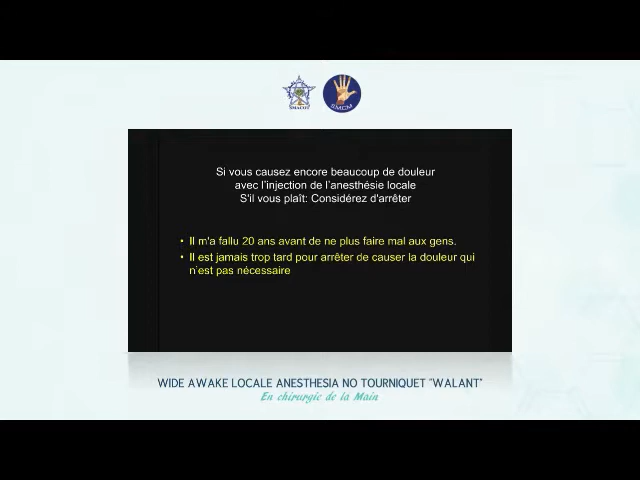 SMACOT
SMCM
Si vous causez encore beaucoup de douleur
avec l'injection de l'anesthésie locale
S'il vous plaît: Considérez d'arrêter
• Il m'a fallu 20 ans avant de ne plus faire mal aux gens.
• Il est jamais trop tard pour arrêter de causer la douleur qui
n'est pas nécessaire
WIDE AWAKE LOCALE ANESTHESIA NO TOURNIQUET "WALANT"
En chirurgie de la Main